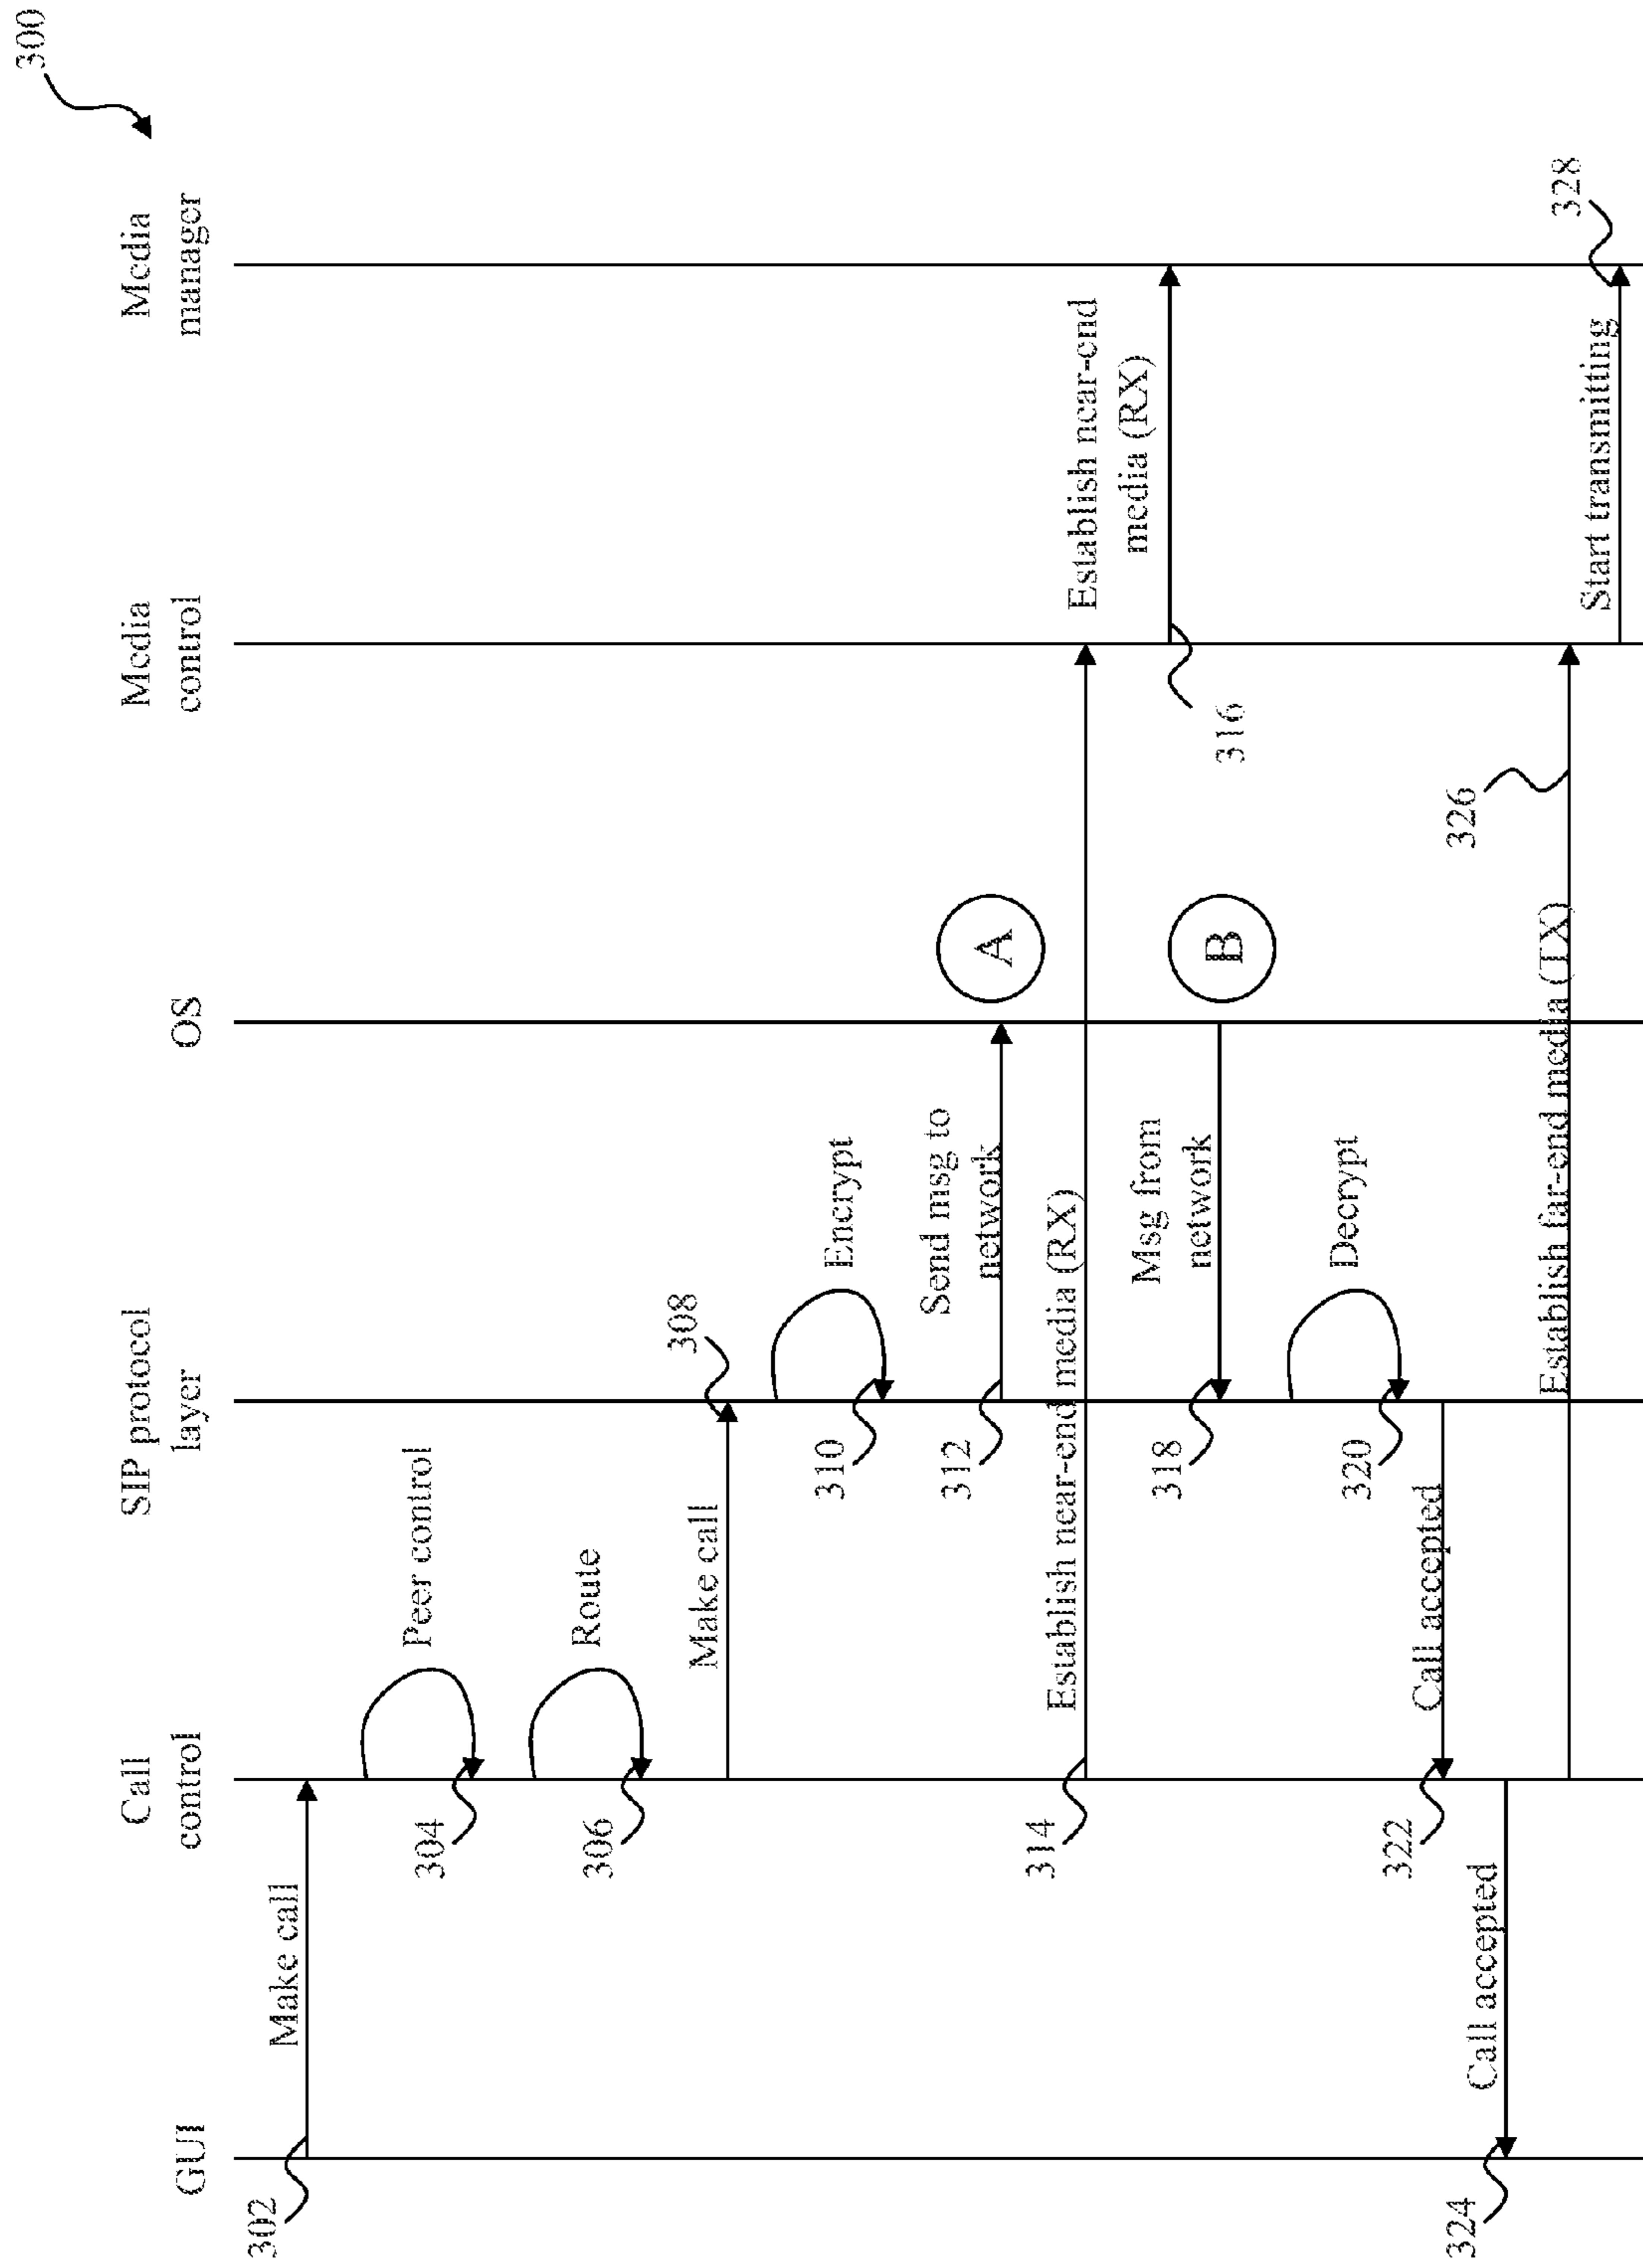 300
GUI
Call
control
SIP protocol
layer
OS
Media
control
Media
manager
302
Make call
304
Peer control
306
Route
Make call
308
310
Encrypt
312
Send msg to
network
A
314
Establish near-end media (RX)
Establish near-end
media (RX)
316
318
Msg from
network
B
320
Decrypt
322
Call accepted
324
Call accepted
Establish far-end media (TX)
326
Start transmitting
328